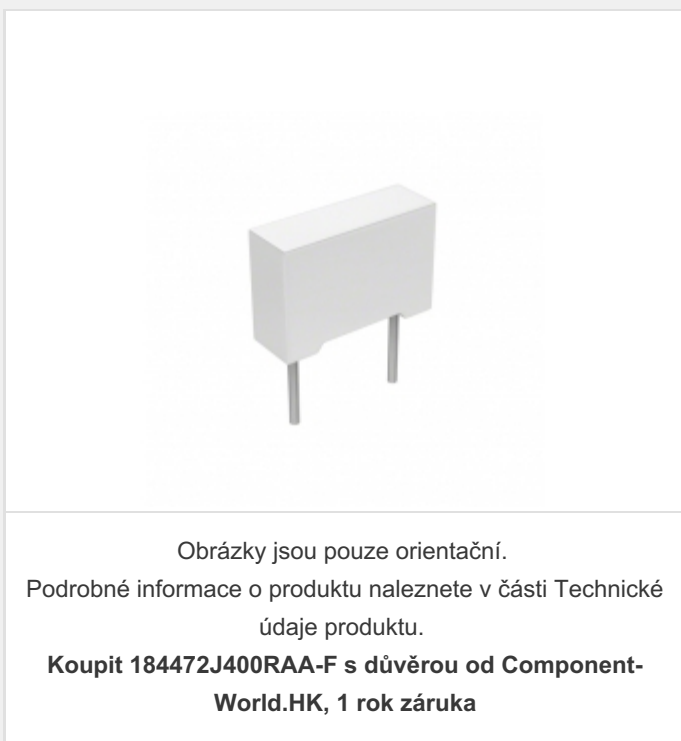 Obrázky jsou pouze orientační.
Podrobné informace o produktu naleznete v části Technické
údaje produktu.
Koupit 184472J400RAA-F s důvěrou od Component-
World.HK, 1 rok záruka